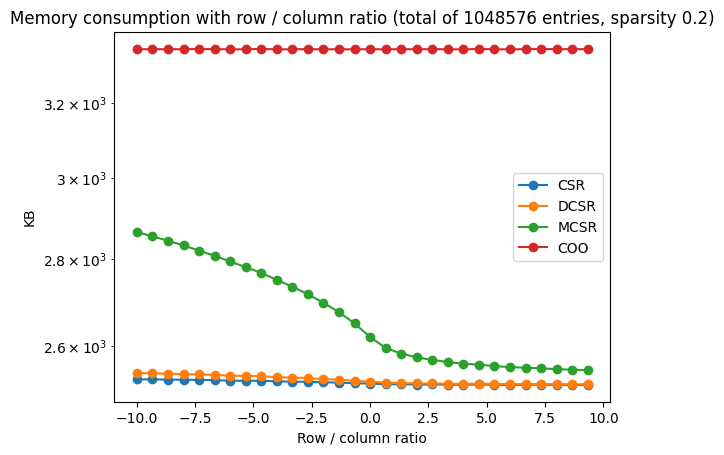 Memory consumption with row / column ratio (total of 1048576 entries, sparsity 0.2)
3.2 × 10³
3 × 10³
2.8 × 10³
2.6 × 10³
KB
CSR
DCSR
MCSR
COO
−10.0 −7.5 −5.0 −2.5 0.0 2.5 5.0 7.5 10.0
Row / column ratio